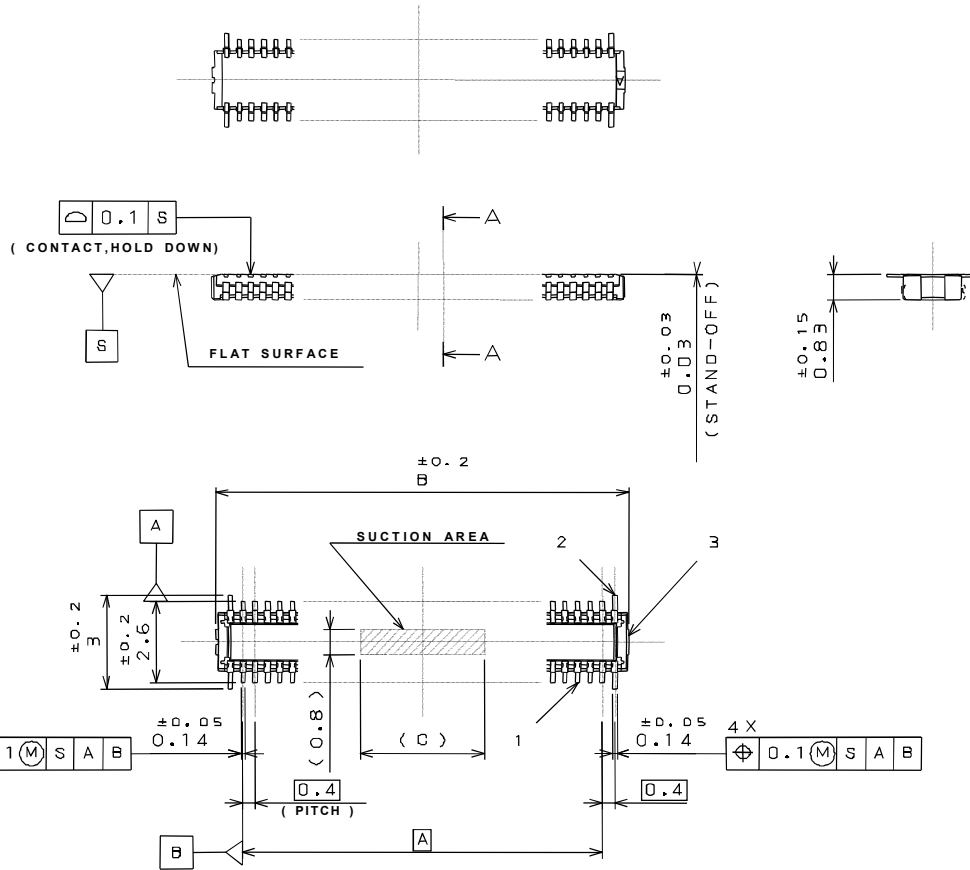 0.1 S
( CONTACT,HOLD DOWN)
A
A
S
FLAT SURFACE
±0.03
0.03
(STAND-OFF)
±0.15
0.83
±0.2
B
A
SUCTION AREA
2
3
±0.2
3
±0.2
2.6
±0.05
0.14
(0.8)
(C)
1
±0.05
0.14
4X
1 M S A B
0.1 M S A B
0.4
( PITCH )
0.4
B
A